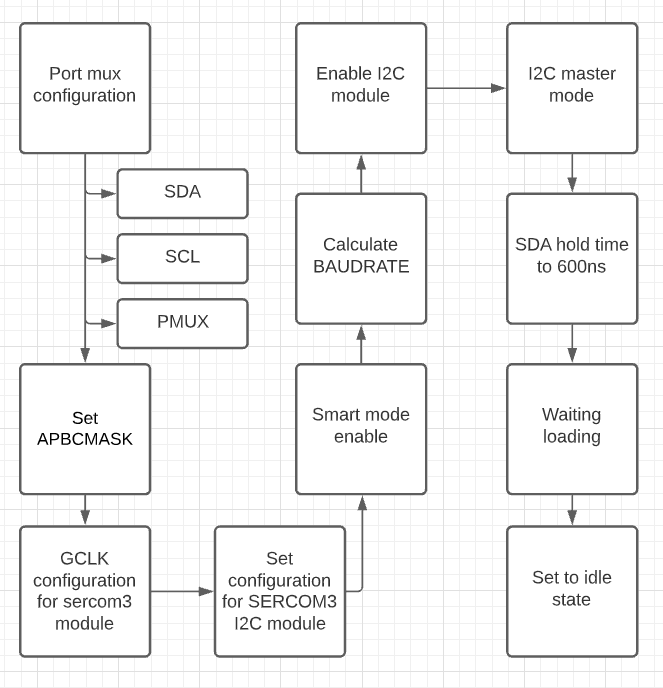 Port mux
configuration
SDA
SCL
PMUX
Set
APBCMASK
GCLK
configuration
for sercom3
module
Set
configuration
for SERCOM3
I2C module
Smart mode
enable
Calculate
BAUDRATE
Enable I2C
module
I2C master
mode
SDA hold time
to 600ns
Waiting
loading
Set to idle
state